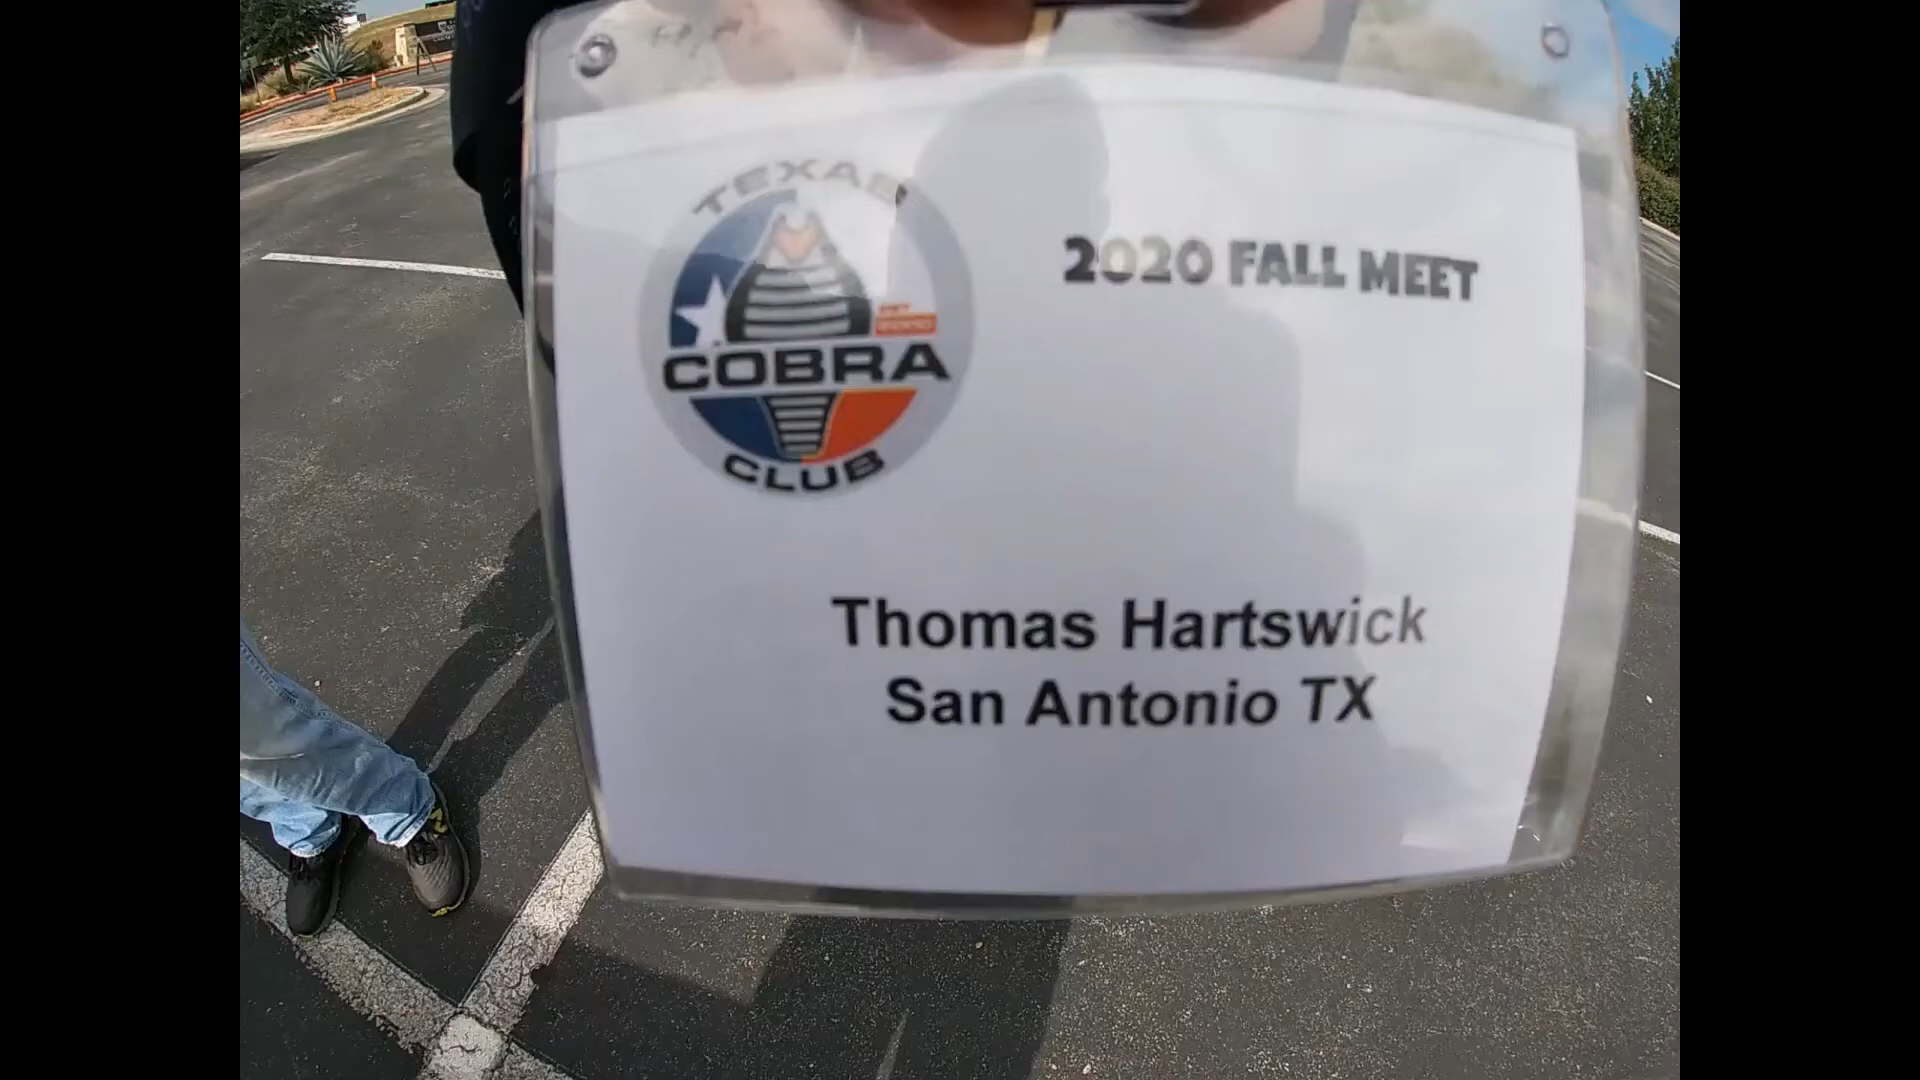 TEXAS
COBRA
CLUB
2020 FALL MEET
Thomas Hartswick
San Antonio TX